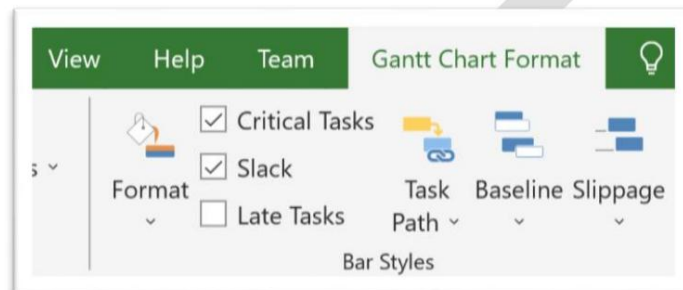 View Help Team Gantt Chart Format
Critical Tasks
s
Slack
Format
Task Baseline Slippage
Late Tasks
Path
Bar Styles